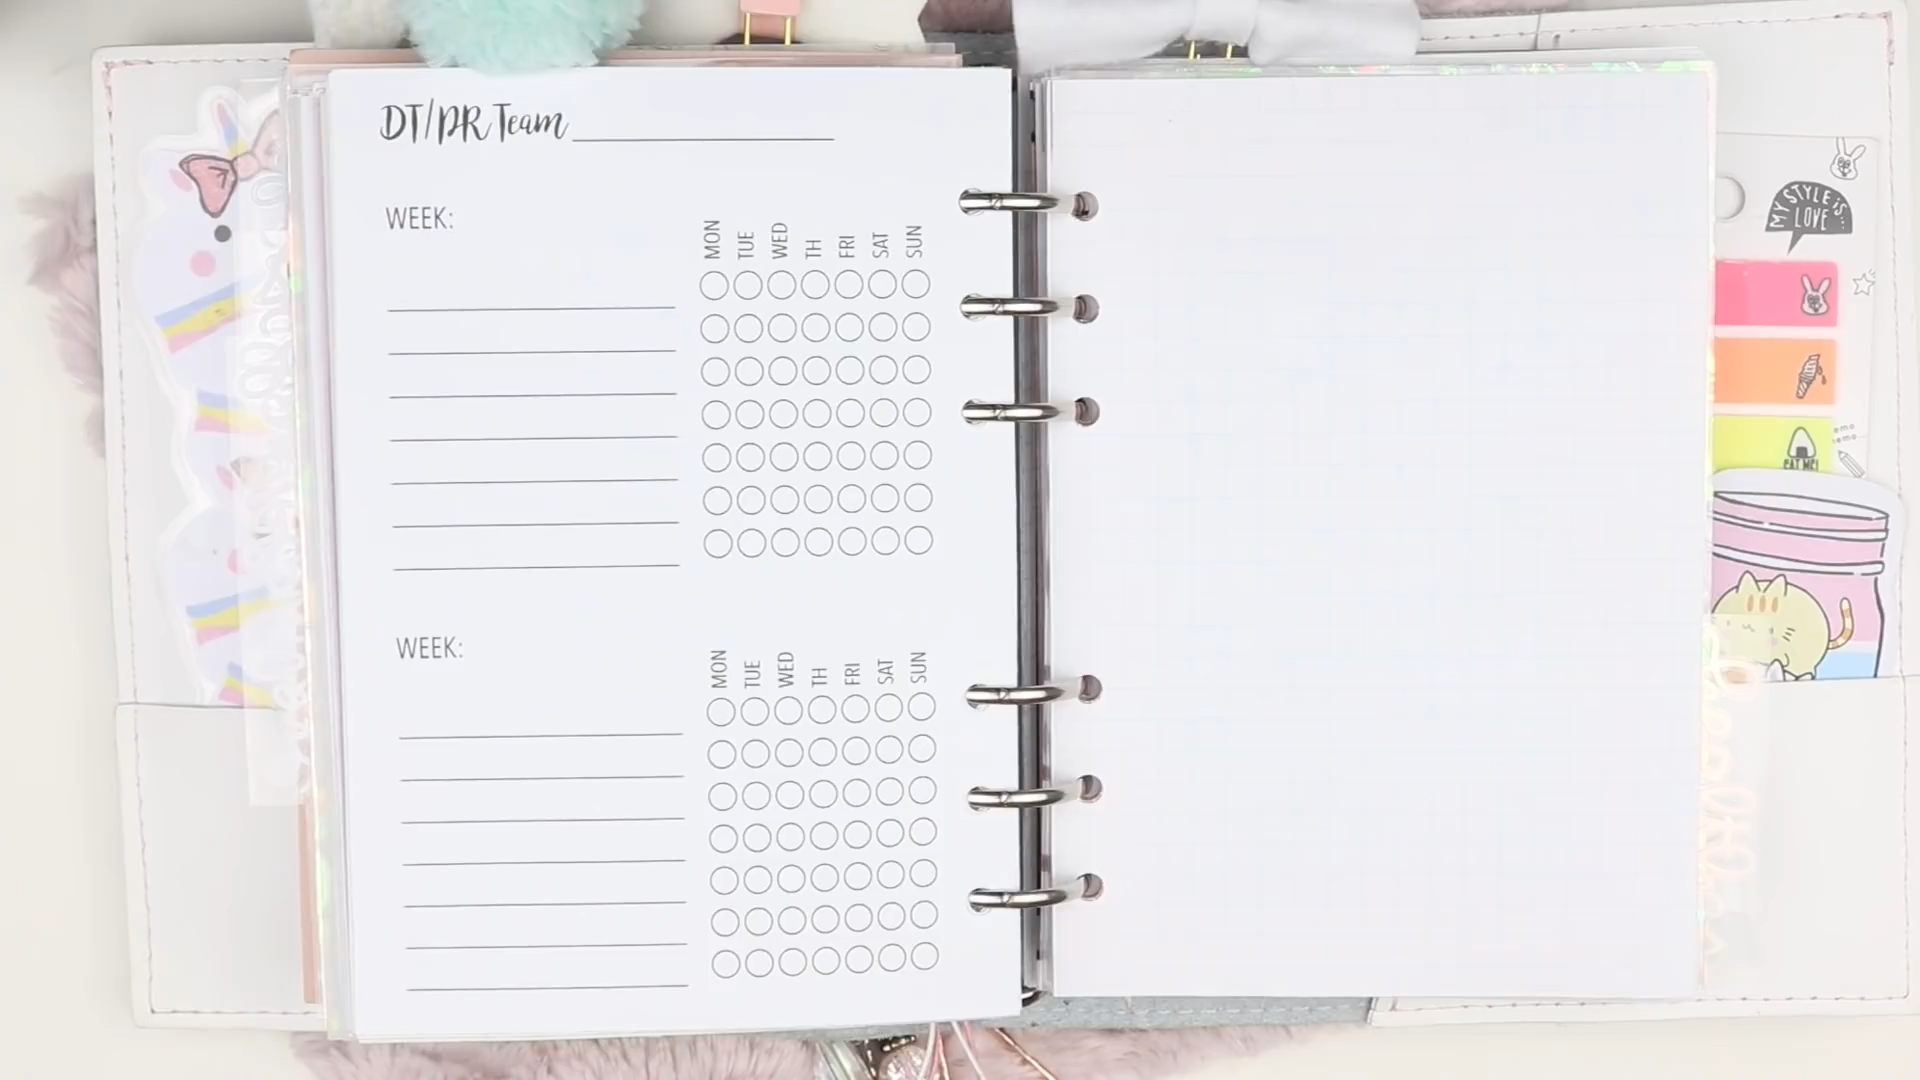 DT/PR Team
WEEK:
MON TUE WED TH FRI SAT SUN
WEEK:
MON TUE WED TH FRI SAT SUN
MY STYLE is..
LOVE
EAT ME!